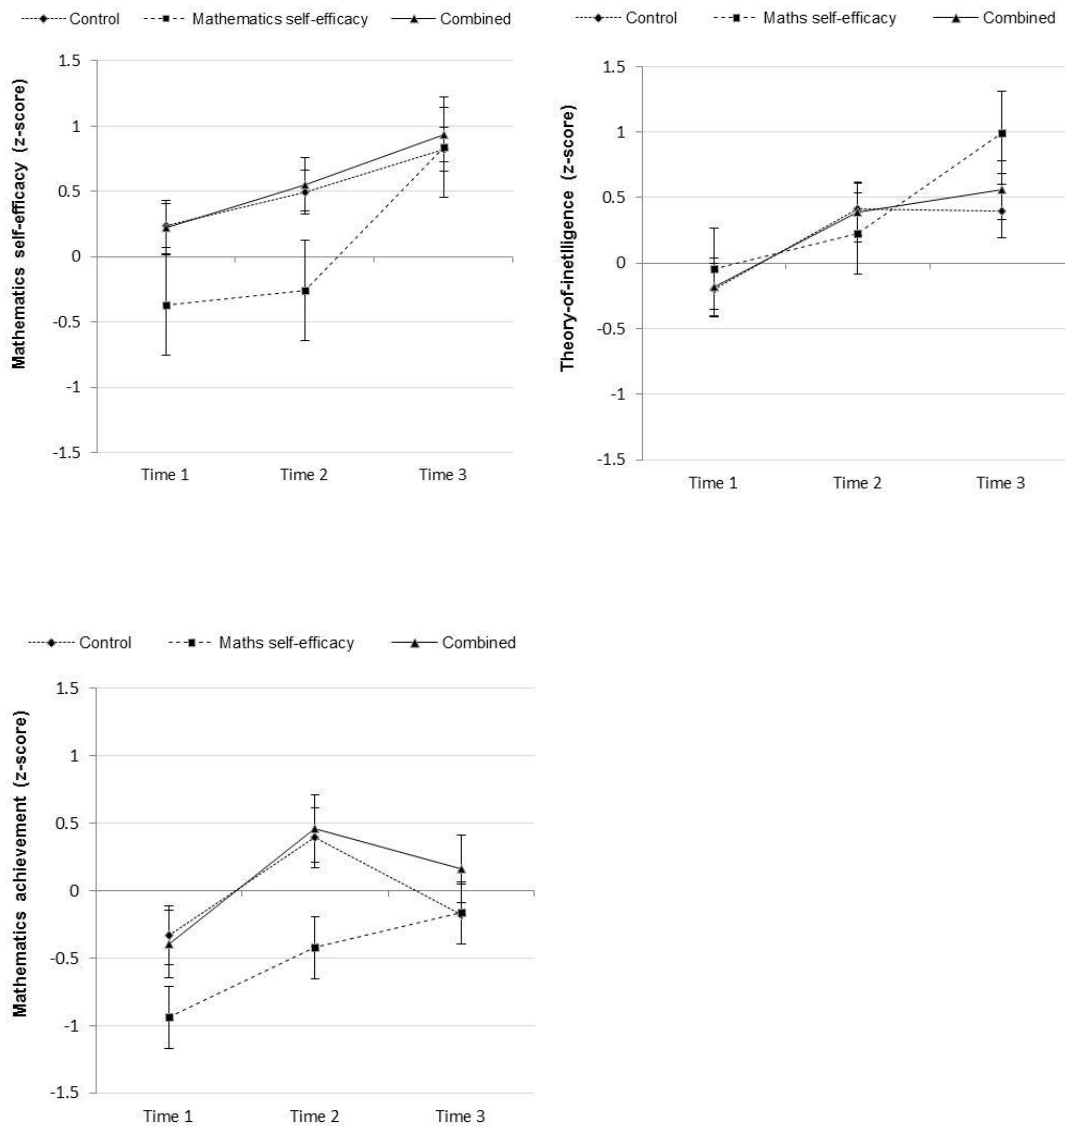 Control Mathematics self-efficacy Combined
Mathematics self-efficacy (z-score)
1.5
1
0.5
0
-0.5
-1
-1.5
Time 1 Time 2 Time 3
Control Maths self-efficacy Combined
Theory-of-inetlligence (z-score)
1.5
1
0.5
0
-0.5
-1
-1.5
Time 1 Time 2 Time 3
Control Maths self-efficacy Combined
Mathematics achievement (z-score)
1.5
1
0.5
0
-0.5
-1
-1.5
Time 1 Time 2 Time 3